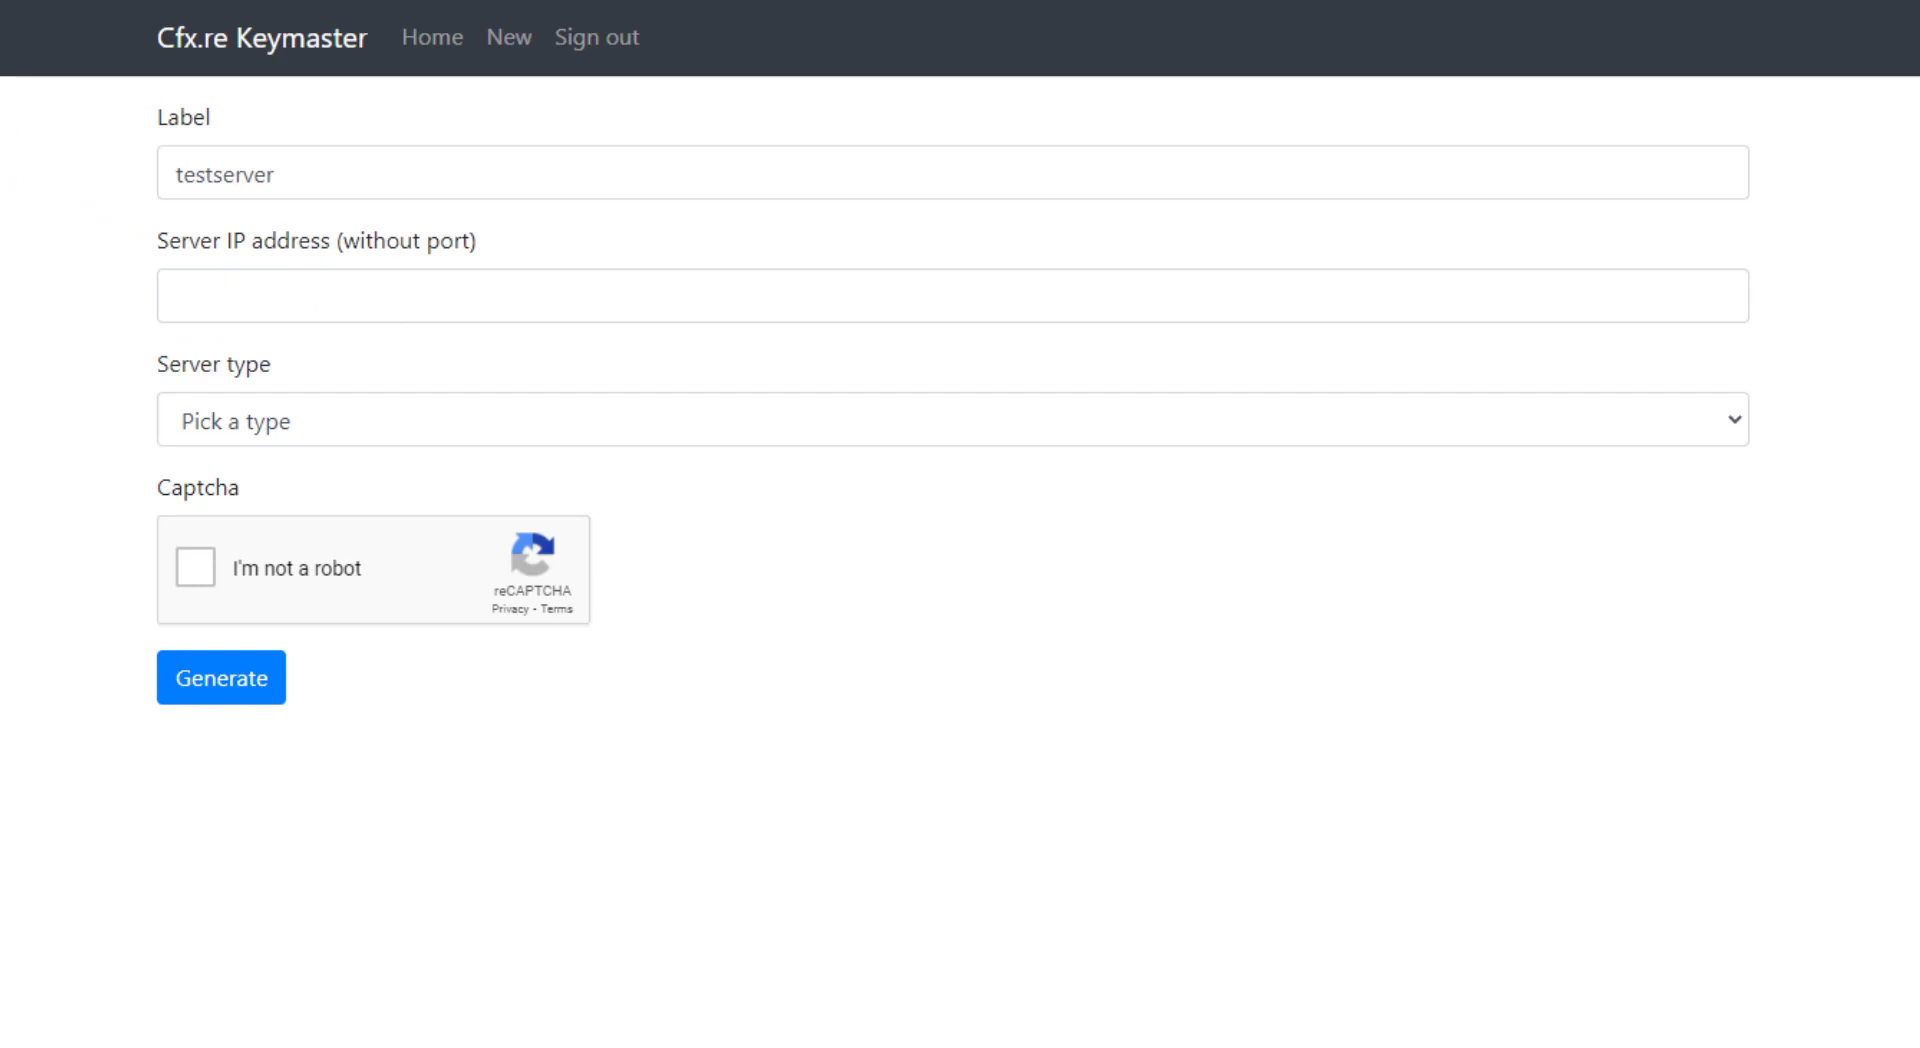 Cfx.re Keymaster Home New Sign out
Label
testserver
Server IP address (without port)
Server type
Pick a type
Captcha
I'm not a robot
reCAPTCHA
Privacy - Terms
Generate